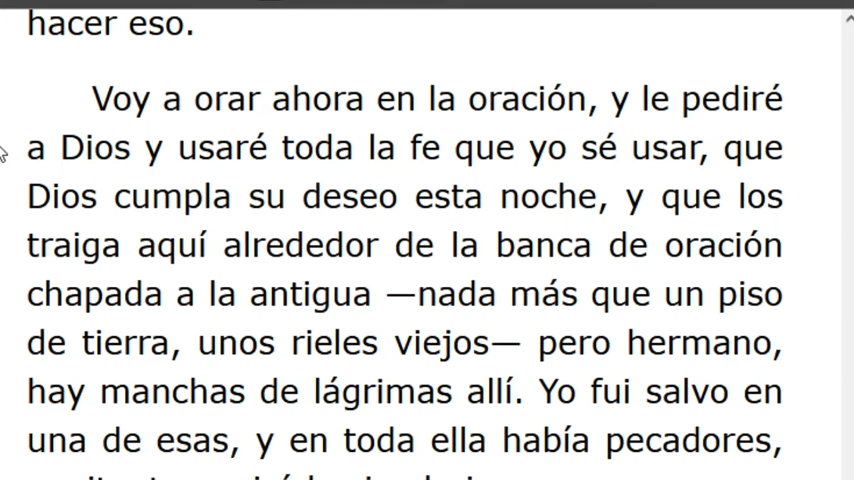 hacer eso.
Voy a orar ahora en la oración, y le pediré
a Dios y usaré toda la fe que yo sé usar, que
Dios cumpla su deseo esta noche, y que los
traiga aquí alrededor de la banca de oración
chapada a la antigua —nada más que un piso
de tierra, unos rieles viejos— pero hermano,
hay manchas de lágrimas allí. Yo fui salvo en
una de esas, y en toda ella había pecadores,